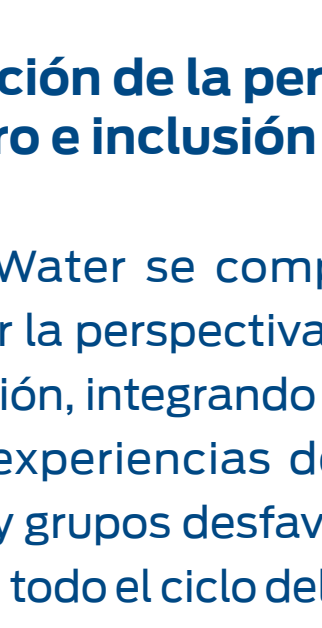 ción de la per
ro e inclusión
Water se comp
r la perspectiva
ión, integrando
experiencias de
y grupos desfav
todo el ciclo del